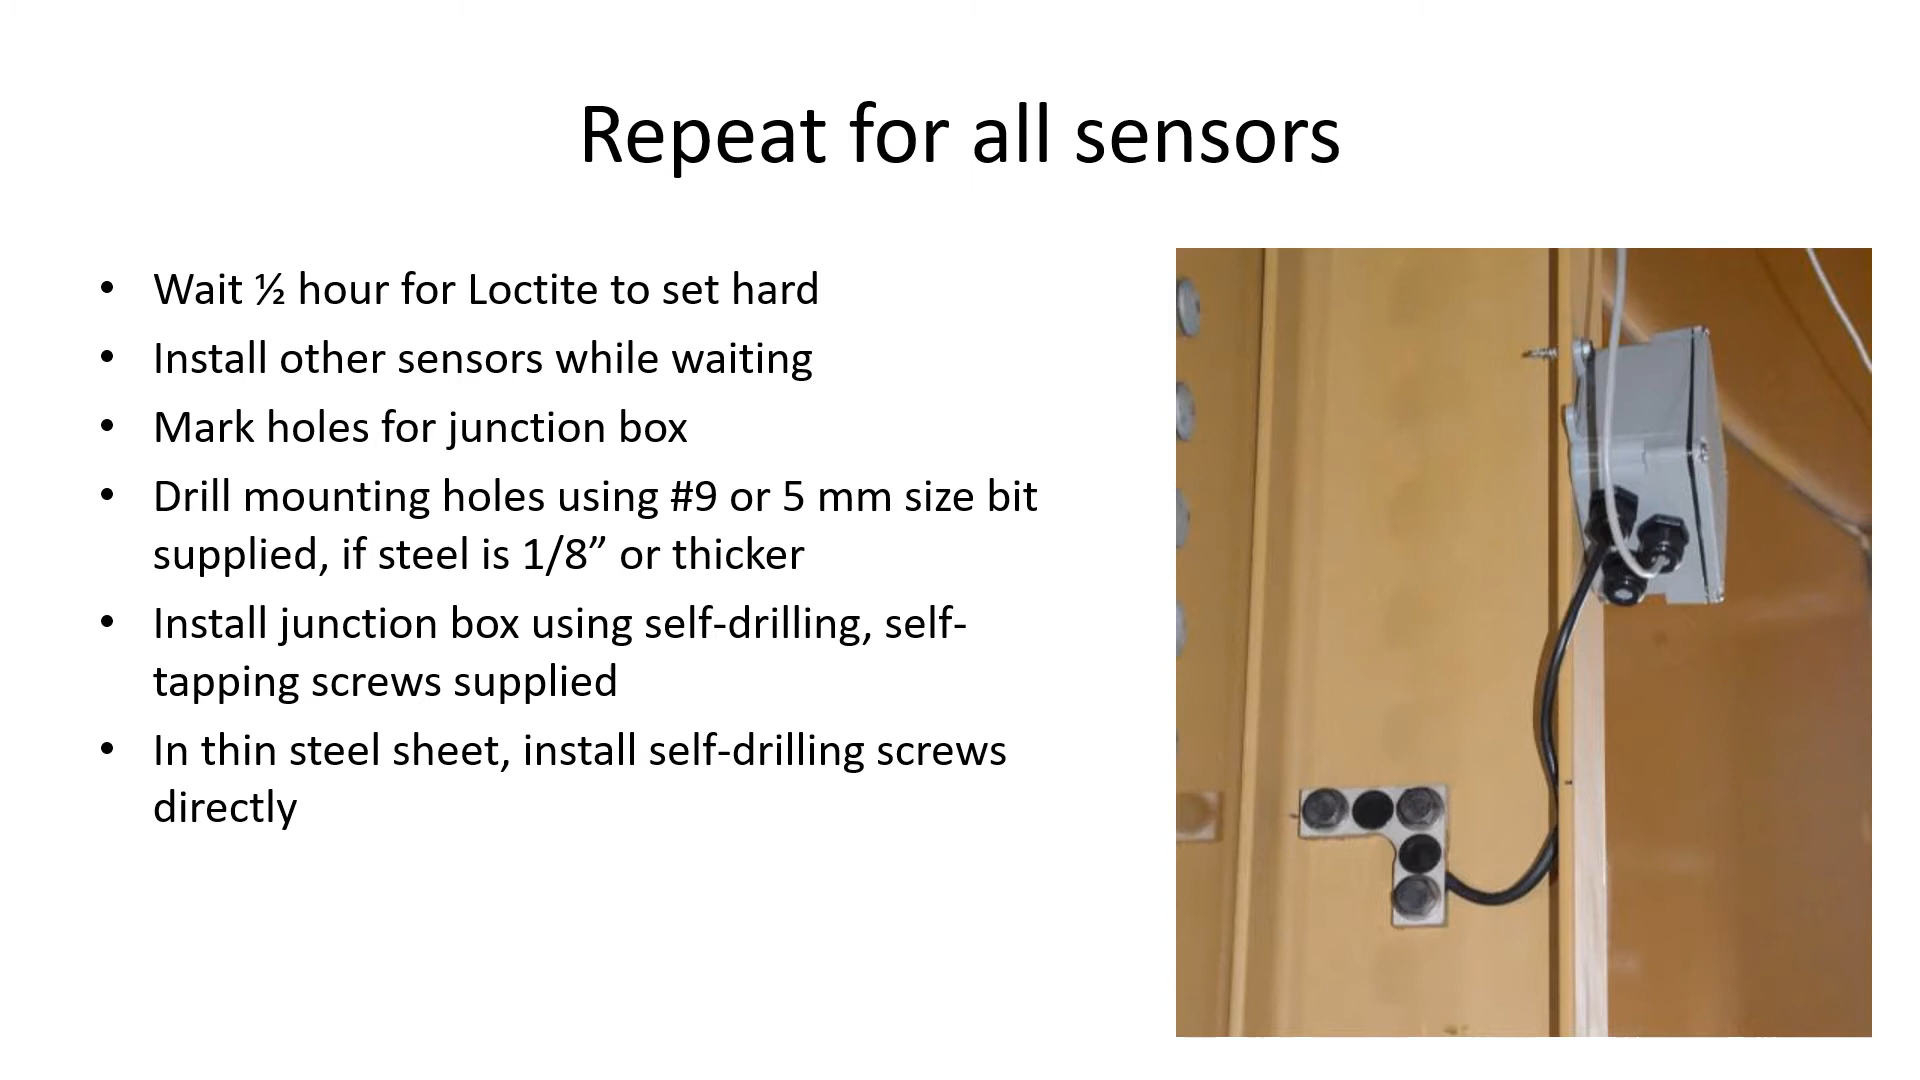 Repeat for all sensors
• Wait ½ hour for Loctite to set hard
• Install other sensors while waiting
• Mark holes for junction box
• Drill mounting holes using #9 or 5 mm size bit
supplied, if steel is 1/8” or thicker
• Install junction box using self-drilling, self-
tapping screws supplied
• In thin steel sheet, install self-drilling screws
directly